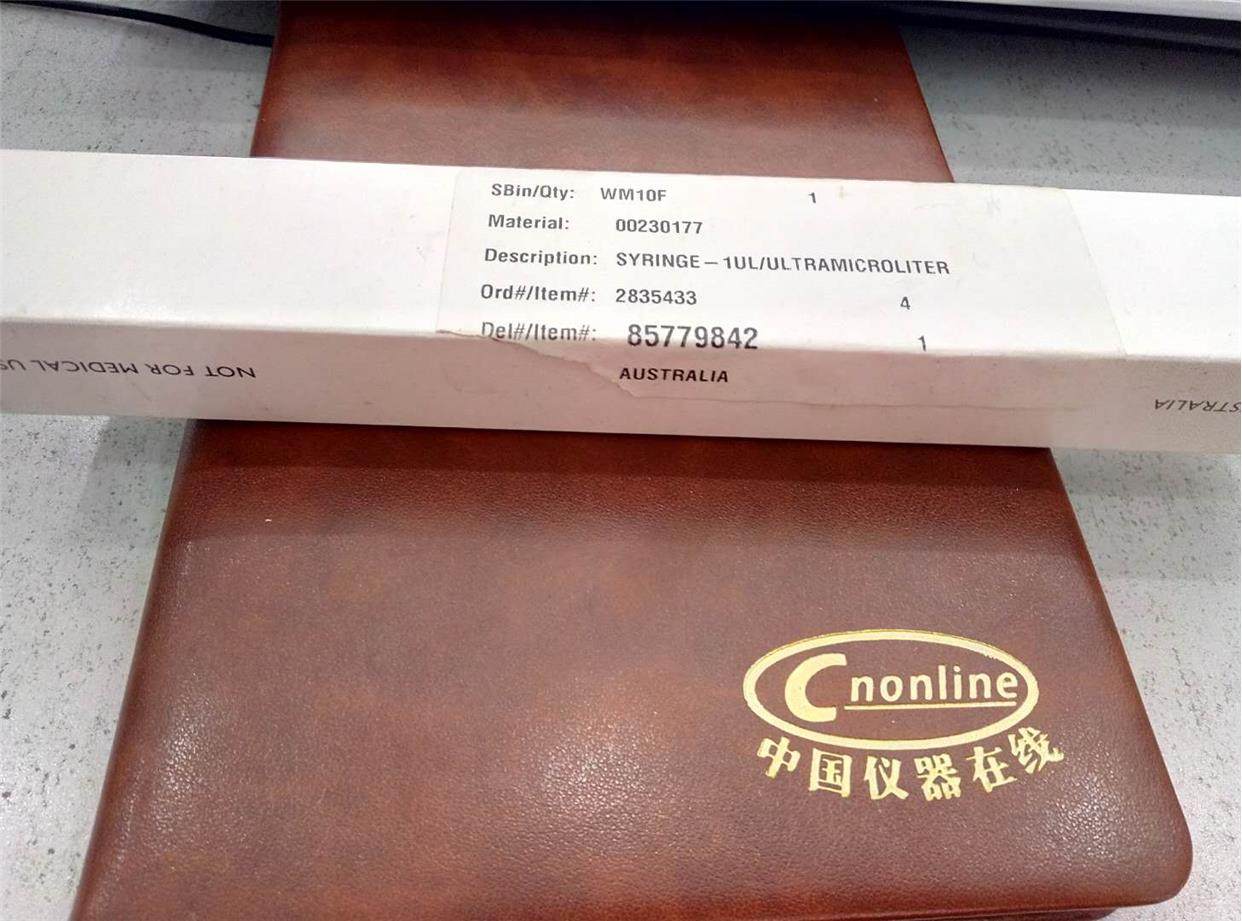 SBin/Qty: WM10F 1
Material: 00230177
Description: SYRINGE-1UL/ULTRAMICROLITER
Ord#/Item#: 2835433 4
Del#/Item#: 85779842 1
AUSTRALIA
NOT FOR MEDICAL
Cnonline
中国仪器在线